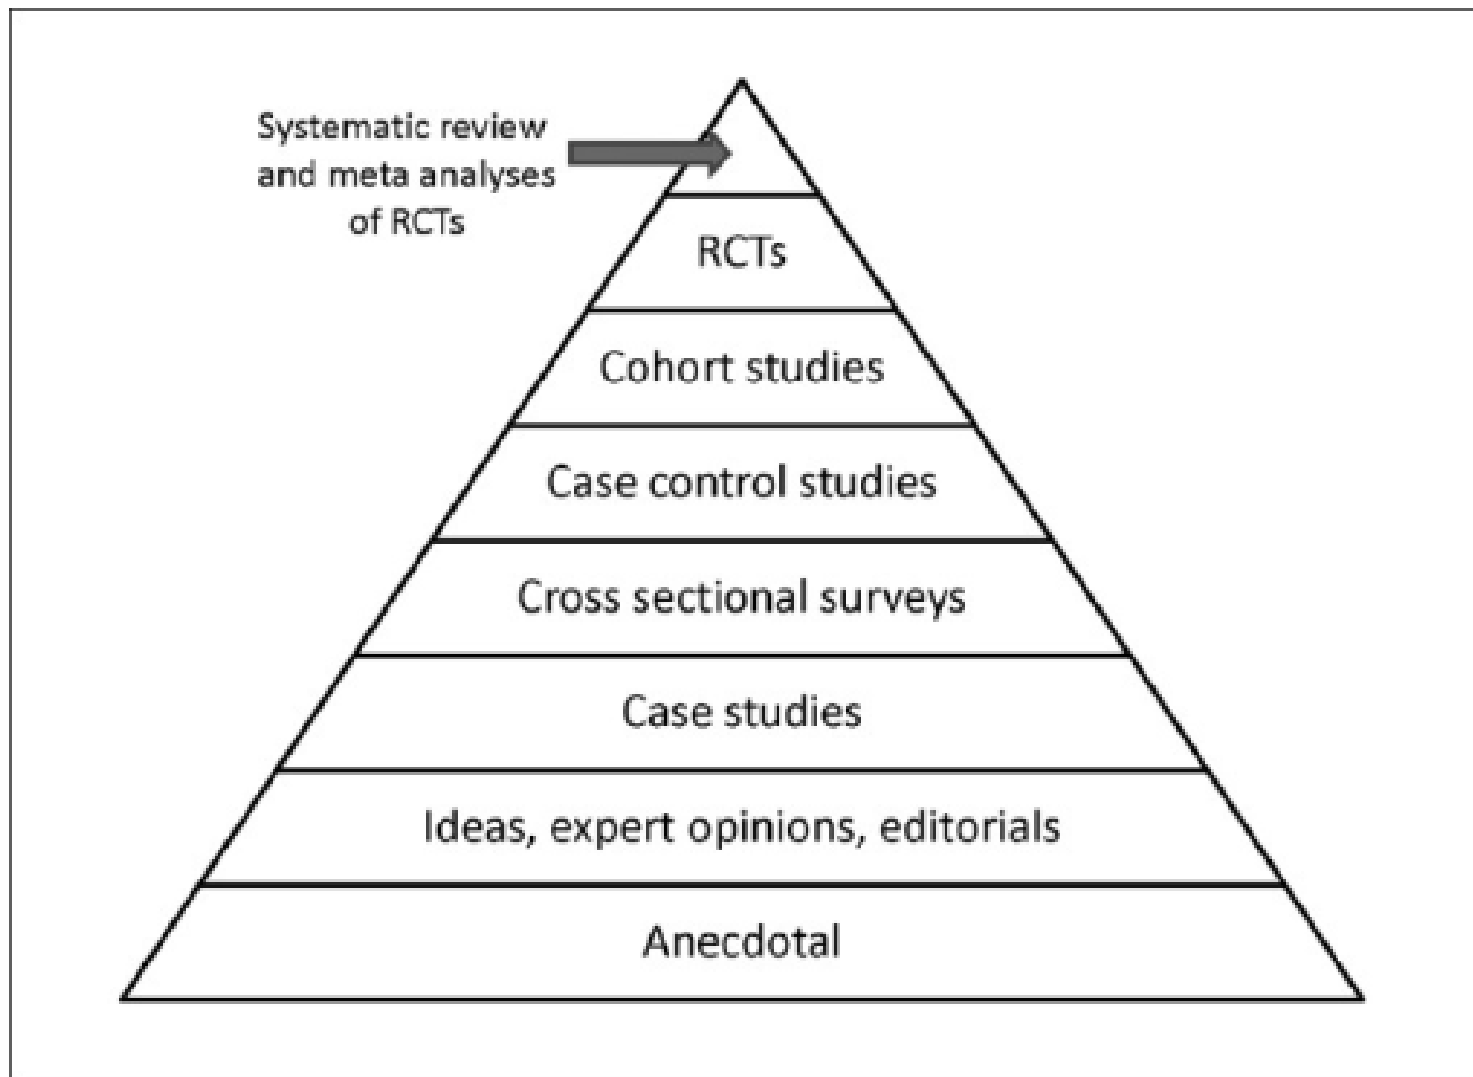 Systematic review
and meta analyses
of RCTs
RCTs
Cohort studies
Case control studies
Cross sectional surveys
Case studies
Ideas, expert opinions, editorials
Anecdotal